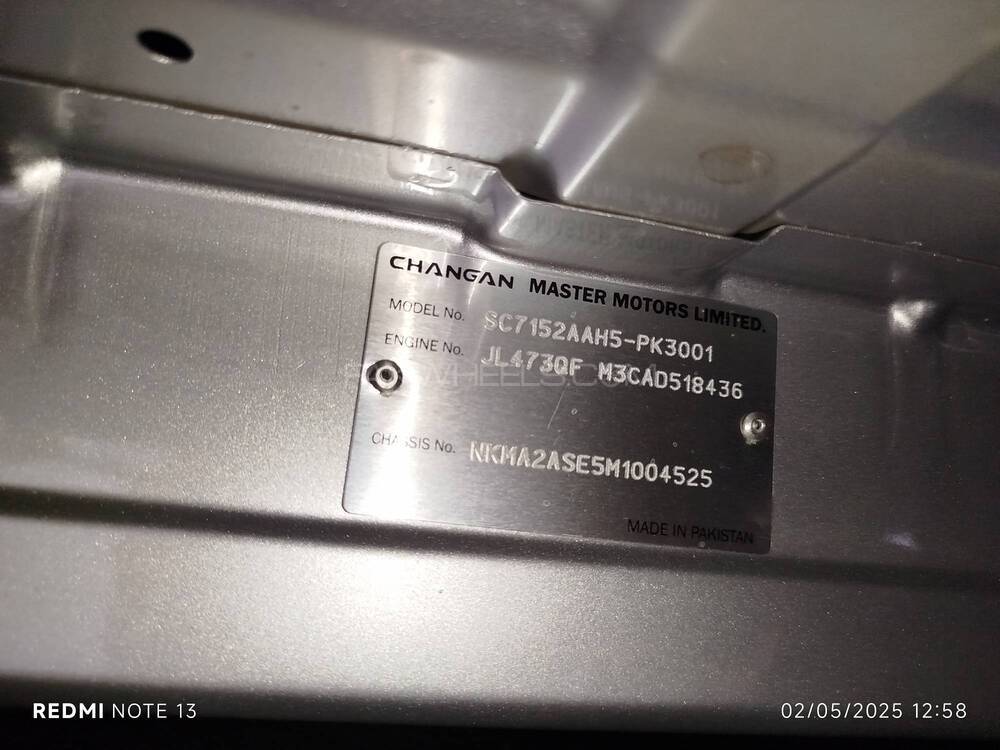 CHANGAN MASTER MOTORS LIMITED.
MODEL No. SC7152AAH5-PK3001
ENGINE No. JL473QF M3CAD518436
WHEELS
CHASSIS No. NKMA2ASE5M1004525
MADE IN PAKISTAN
REDMI NOTE 13
02/05/2025 12:58